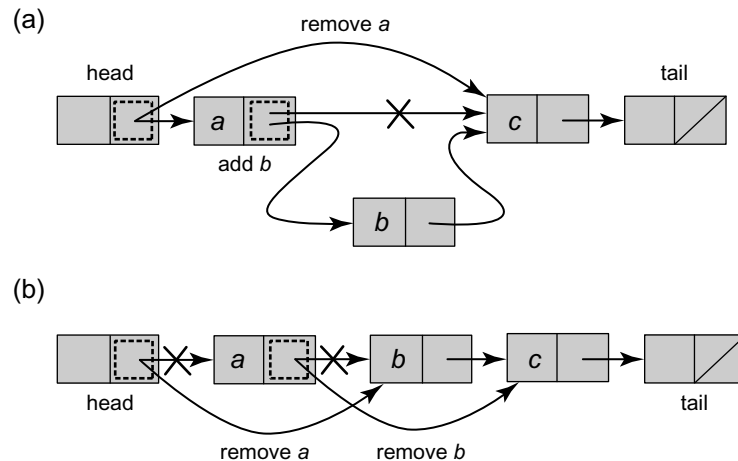 (a)
remove a
head
tail
a
c
add b
b
(b)
a
b
c
head
tail
remove a
remove b